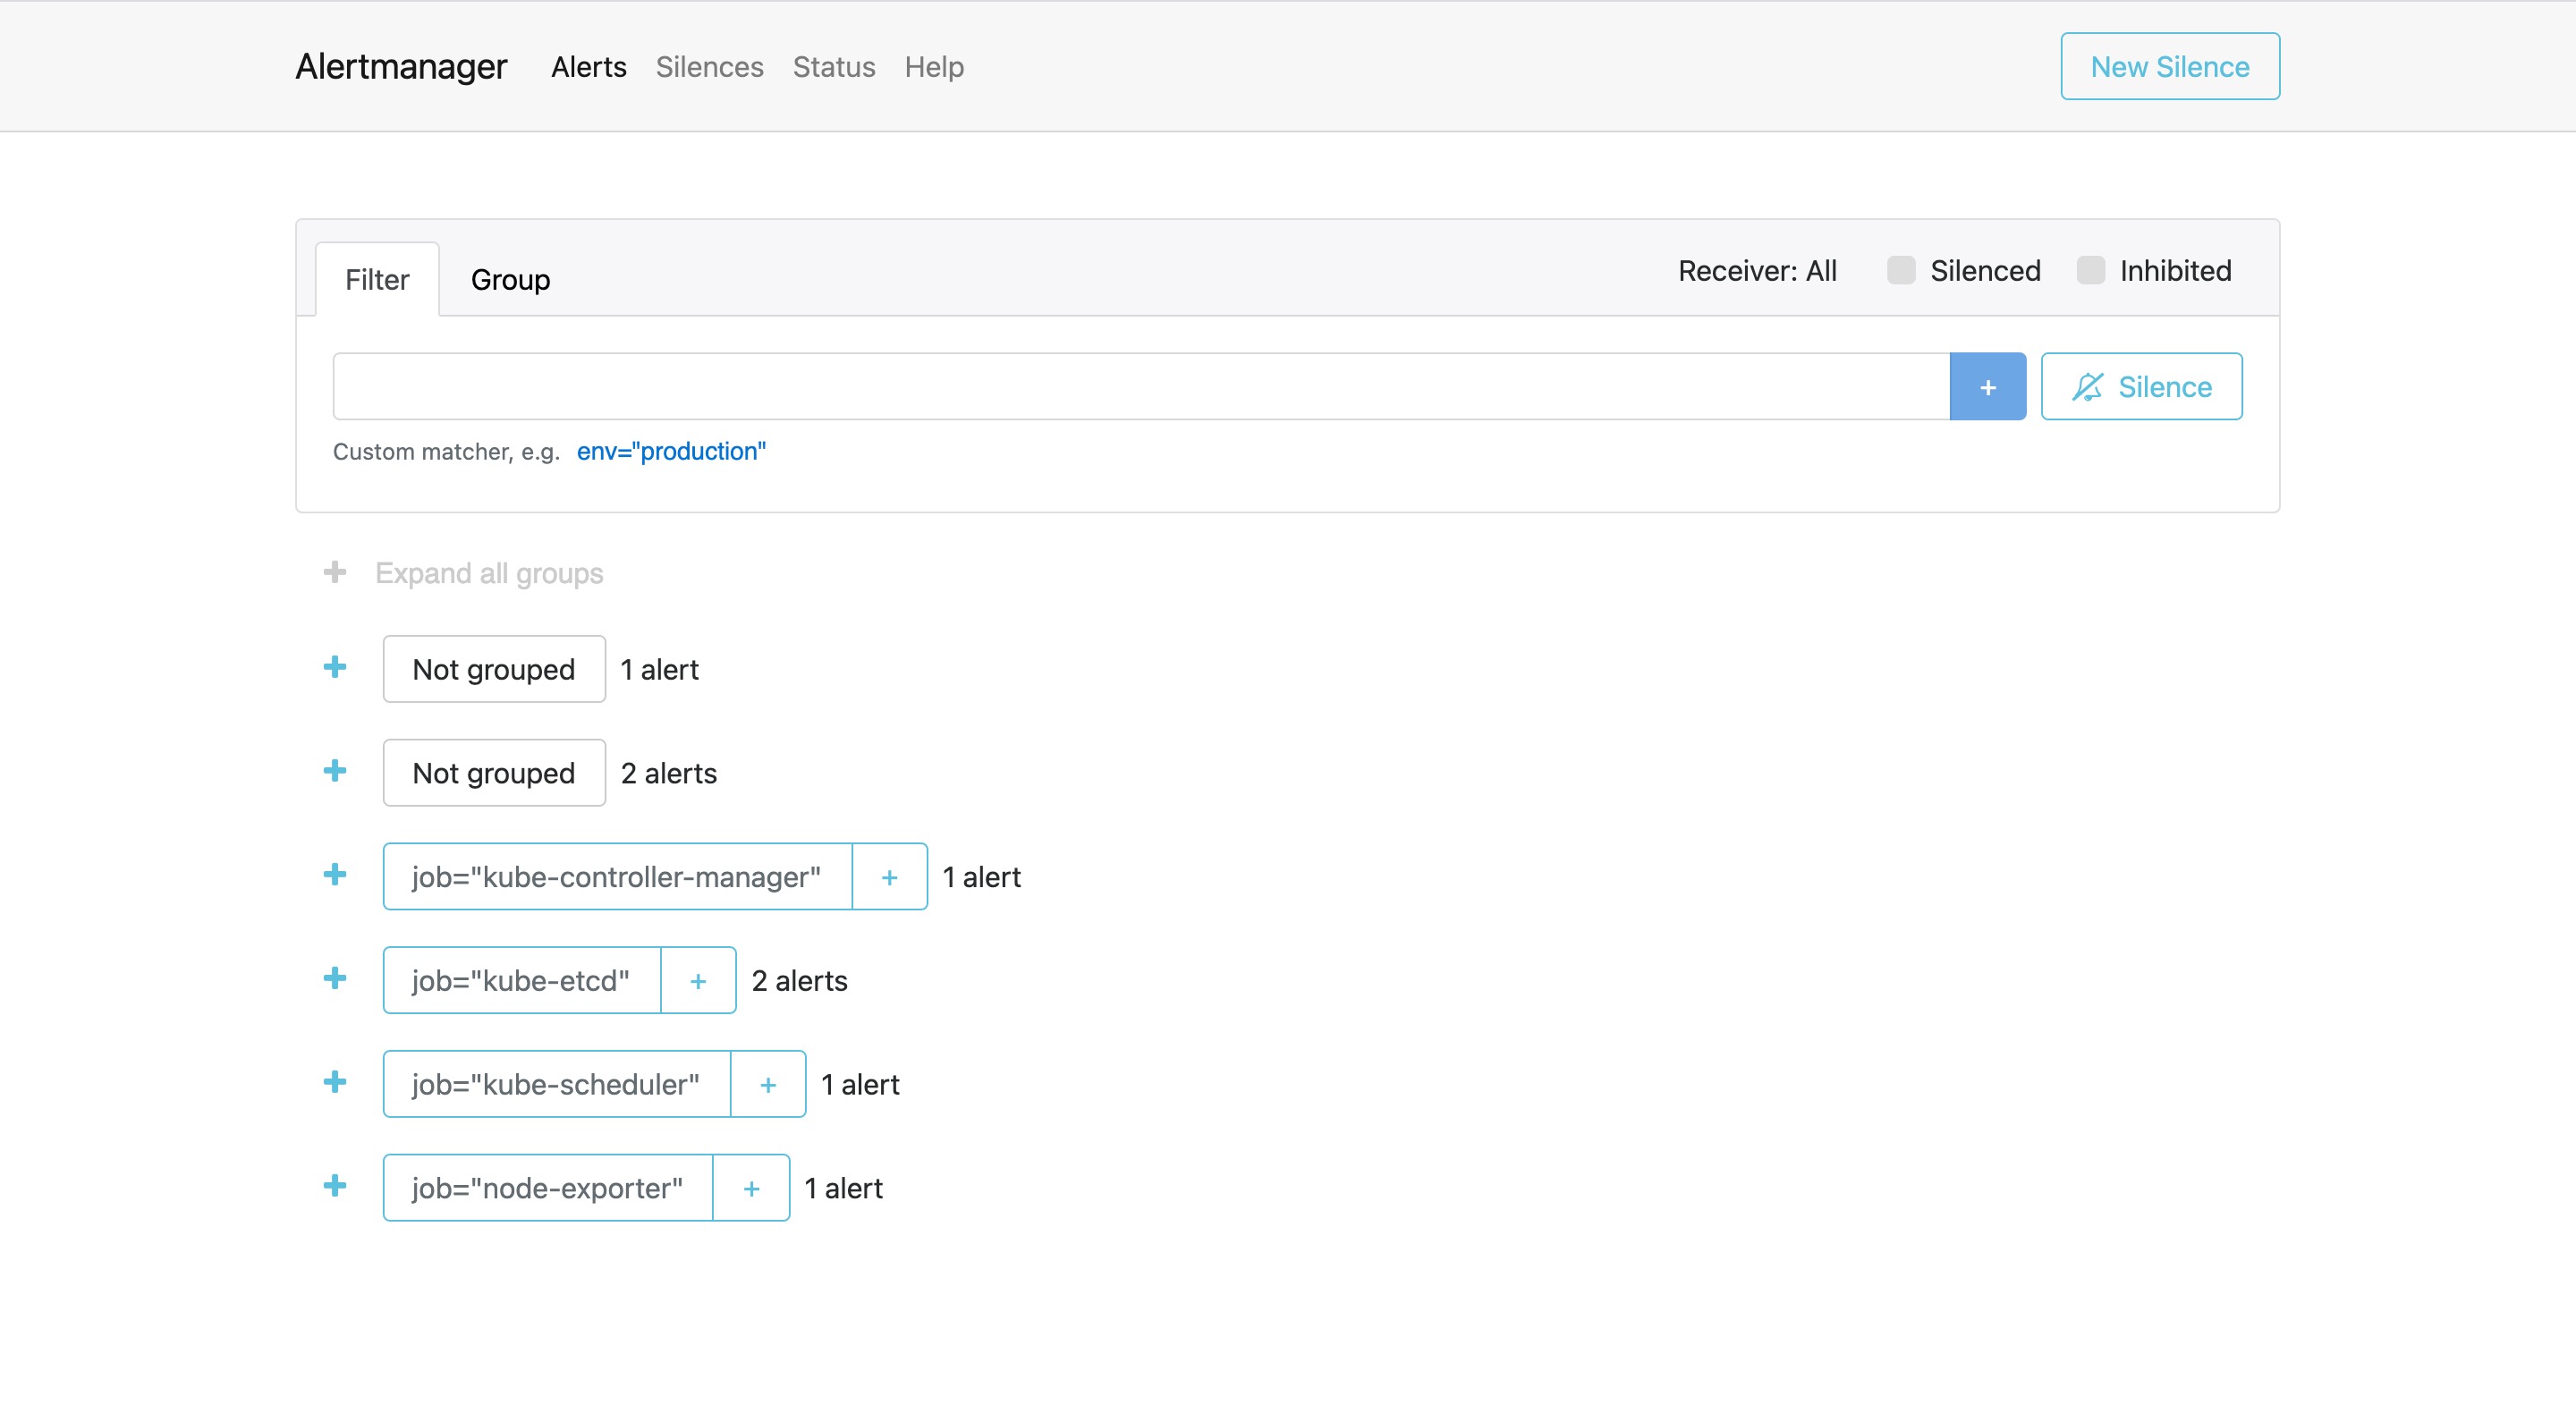 Alertmanager Alerts Silences Status Help New Silence
Filter Group Receiver: All Silenced Inhibited
+ Silence
Custom matcher, e.g. env="production"
+ Expand all groups
+ Not grouped 1 alert
+ Not grouped 2 alerts
+ job="kube-controller-manager" + 1 alert
+ job="kube-etcd" + 2 alerts
+ job="kube-scheduler" + 1 alert
+ job="node-exporter" + 1 alert